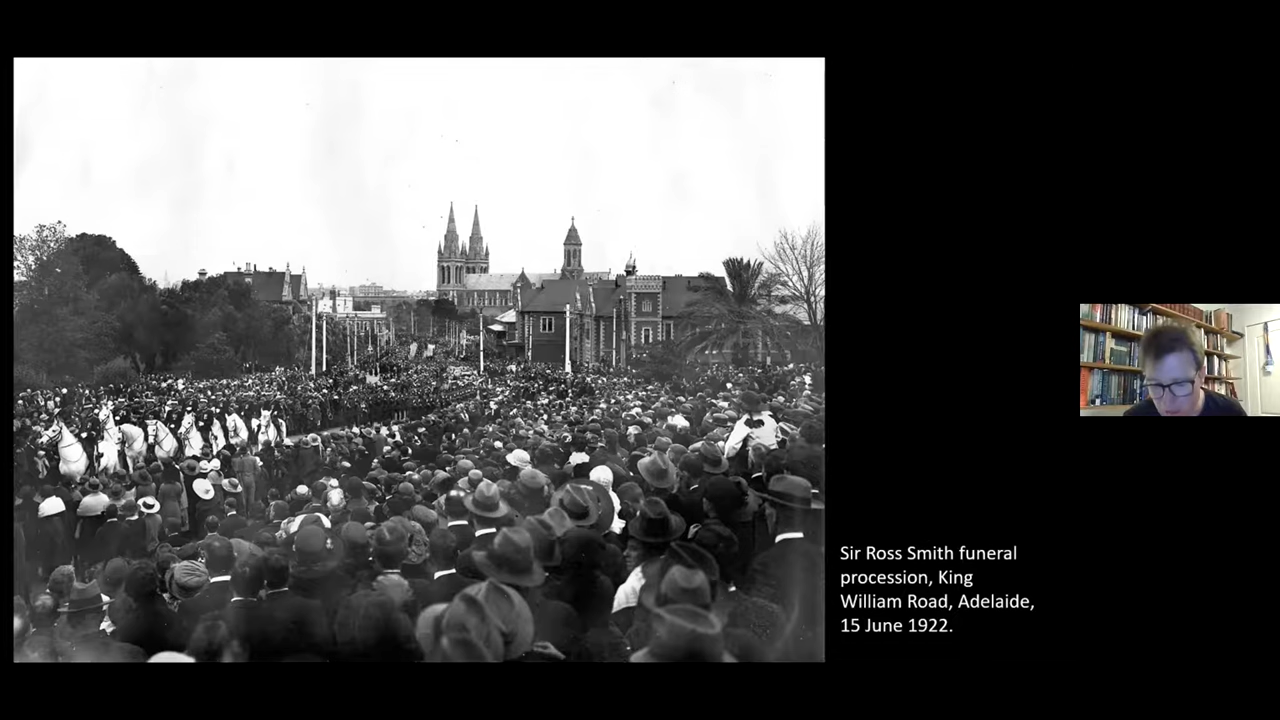 Sir Ross Smith funeral
procession, King
William Road, Adelaide,
15 June 1922.